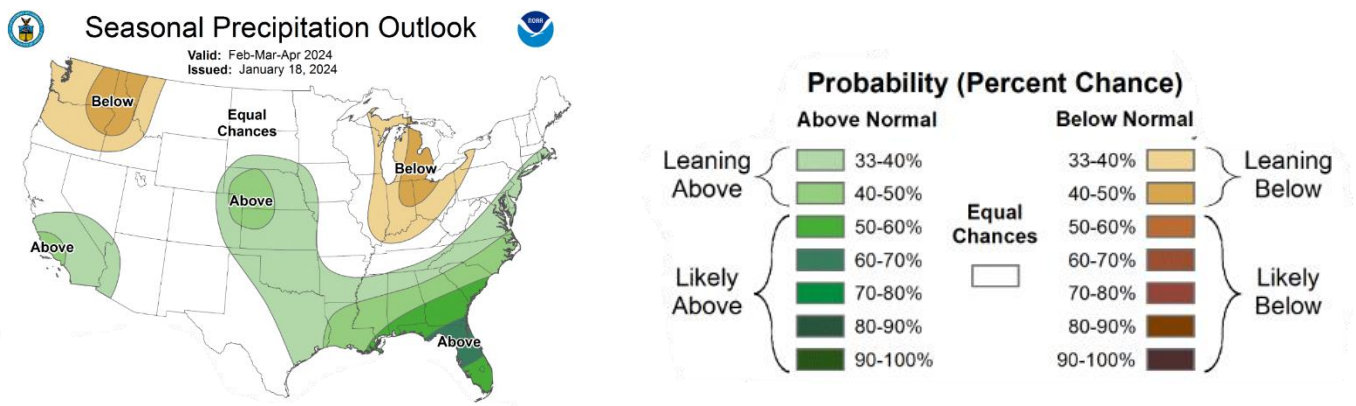 Seasonal Precipitation Outlook
NOAA
Valid: Feb-Mar-Apr 2024
Issued: January 18, 2024
Below
Equal
Chances
Below
Above
Above
Above
Probability (Percent Chance)
Above Normal
Below Normal
Leaning
Above
33-40%
40-50%
Likely
Above
50-60%
60-70%
70-80%
80-90%
90-100%
Equal
Chances
33-40%
40-50%
Leaning
Below
50-60%
60-70%
70-80%
80-90%
90-100%
Likely
Below